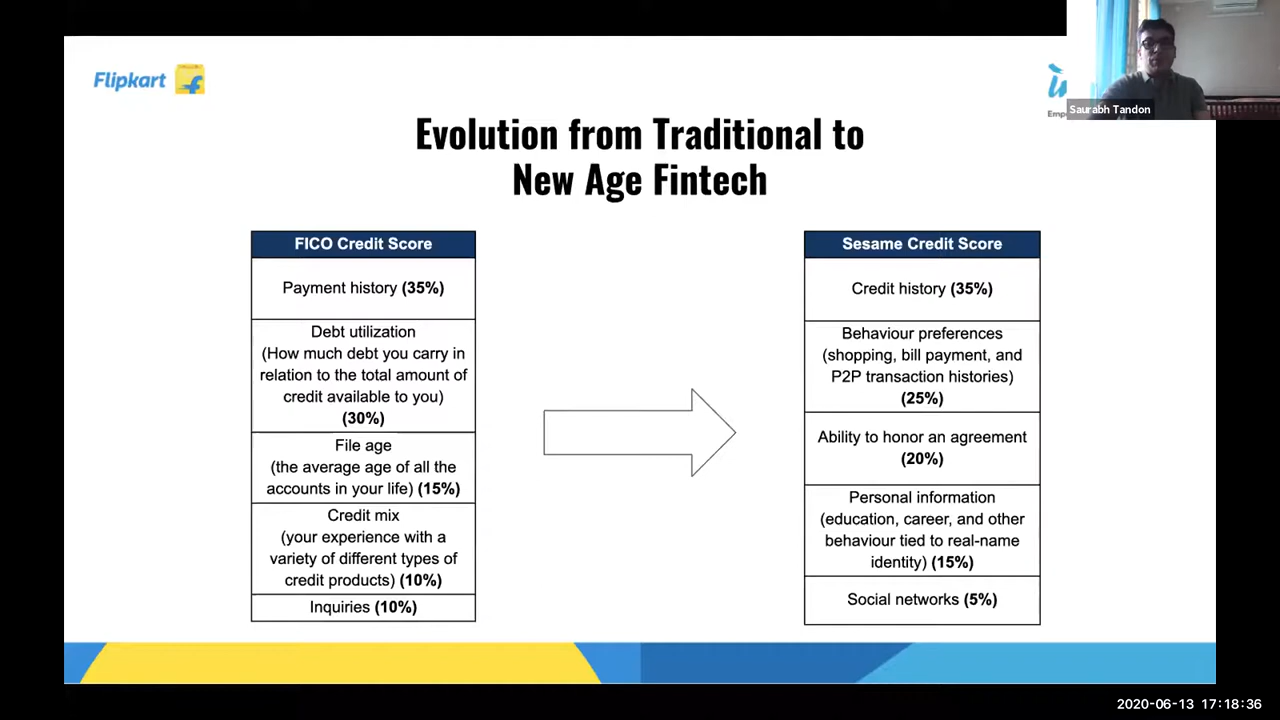 Flipkart
Saurabh Tandon
Evolution from Traditional to
New Age Fintech
FICO Credit Score
Payment history (35%)
Debt utilization
(How much debt you carry in
relation to the total amount of
credit available to you)
(30%)
File age
(the average age of all the
accounts in your life) (15%)
Credit mix
(your experience with a
variety of different types of
credit products) (10%)
Inquiries (10%)
Sesame Credit Score
Credit history (35%)
Behaviour preferences
(shopping, bill payment, and
P2P transaction histories)
(25%)
Ability to honor an agreement
(20%)
Personal information
(education, career, and other
behaviour tied to real-name
identity) (15%)
Social networks (5%)
2020-06-13 17:18:36